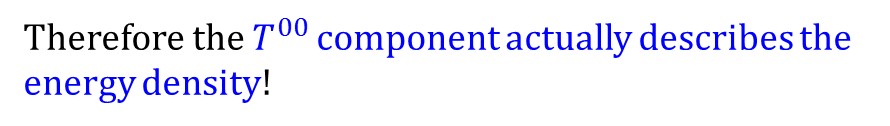 Therefore the T⁰⁰ component actually describes the
energy density!